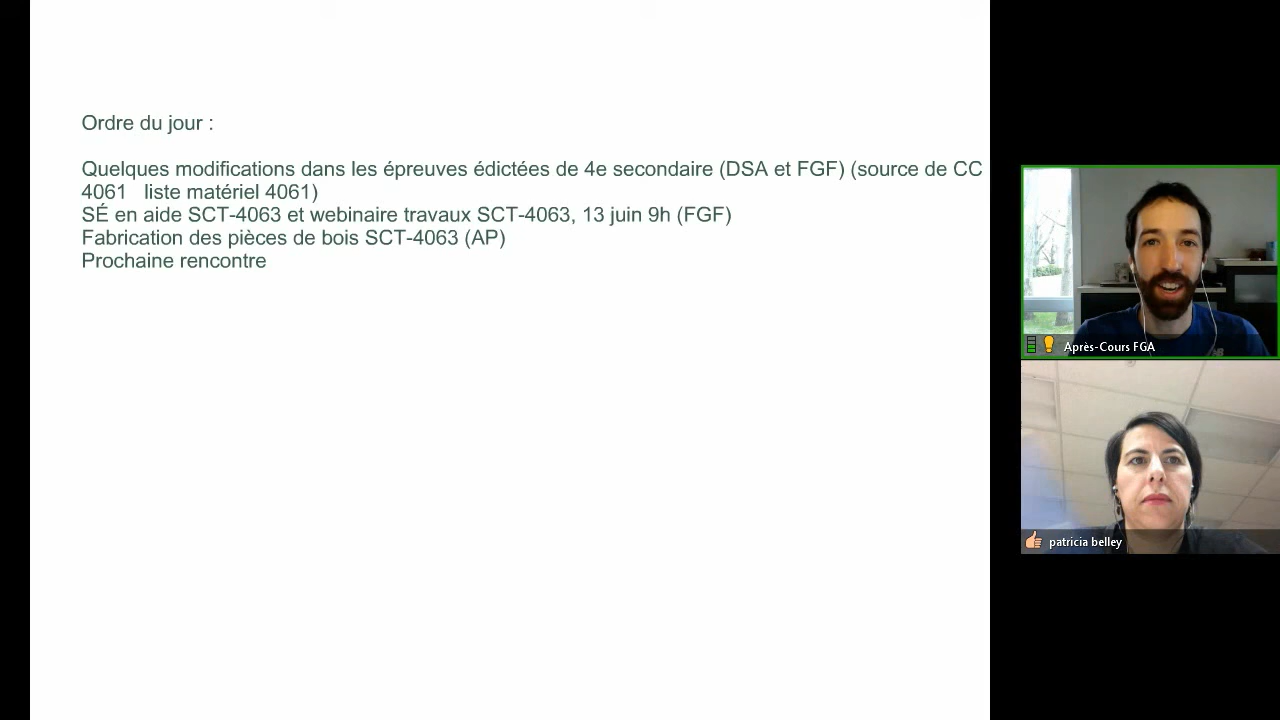 Ordre du jour :
Quelques modifications dans les épreuves édictées de 4e secondaire (DSA et FGF) (source de CC
4061   liste matériel 4061)
SÉ en aide SCT-4063 et webinaire travaux SCT-4063, 13 juin 9h (FGF)
Fabrication des pièces de bois SCT-4063 (AP)
Prochaine rencontre
Après-Cours FGA
patricia belley